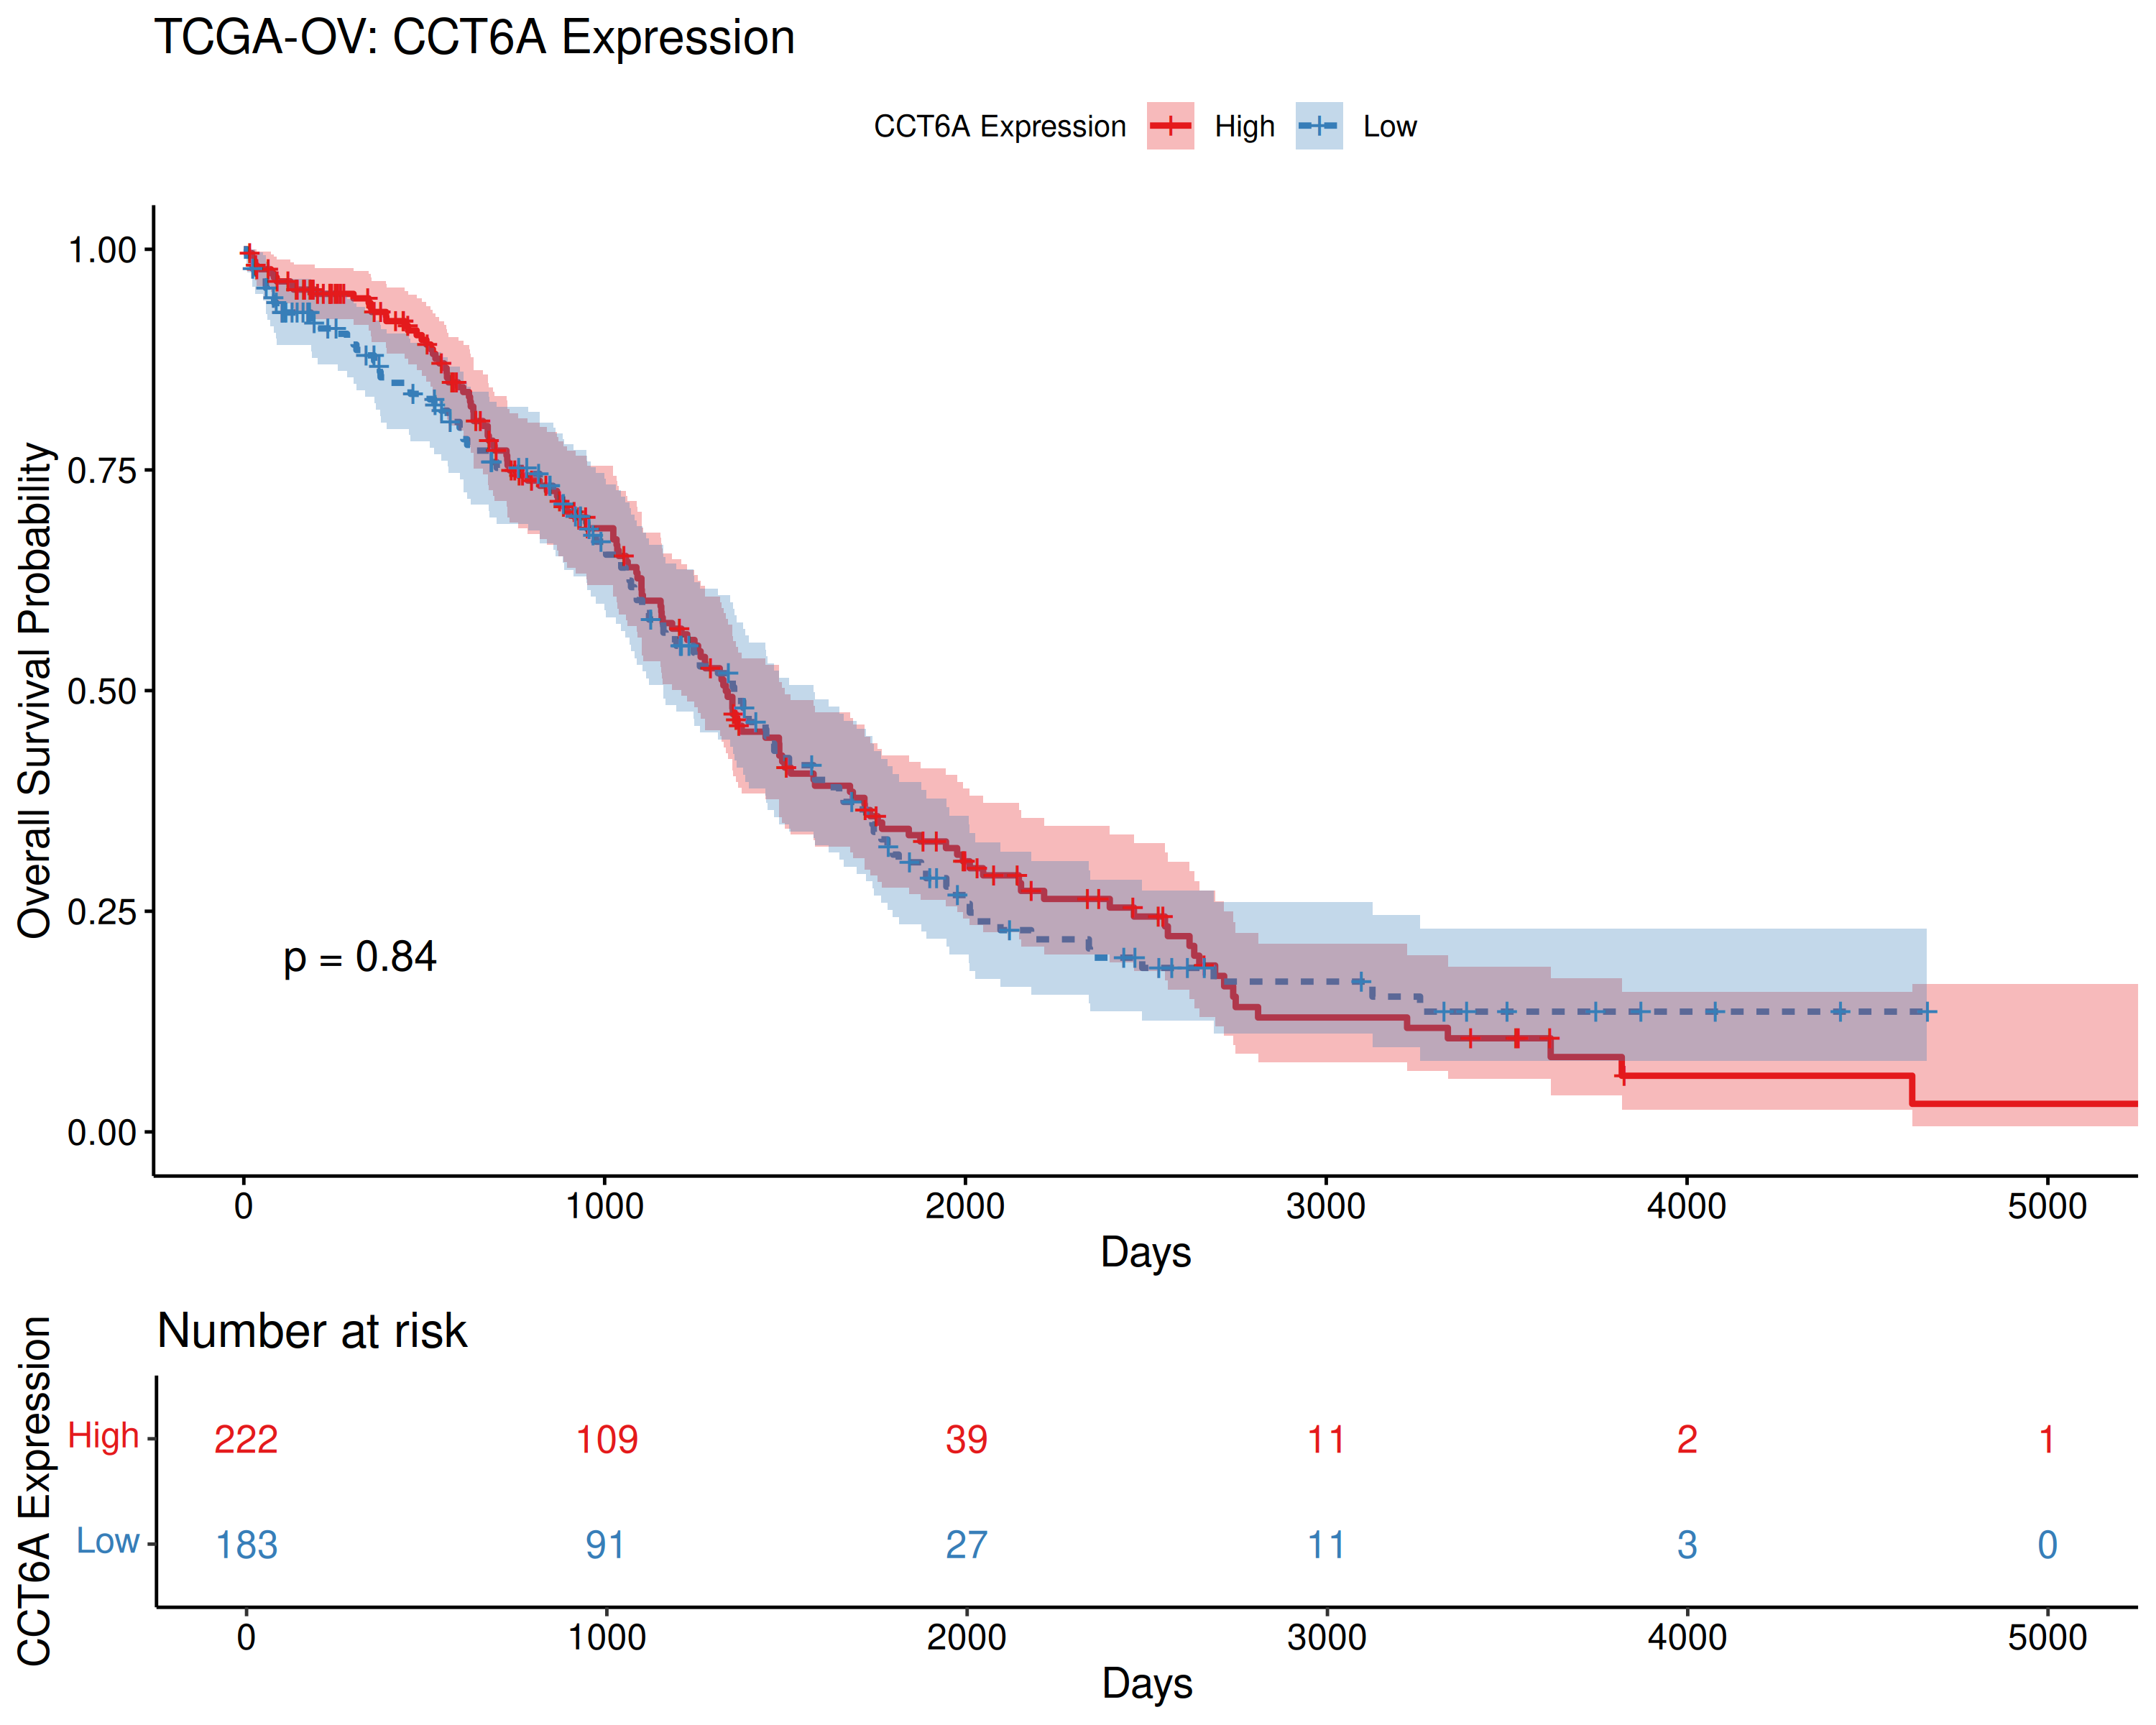 TCGA-OV: CCT6A Expression
CCT6A Expression High Low
Overall Survival Probability
1.00
0.75
0.50
0.25
0.00
p = 0.84
0 1000 2000 3000 4000 5000
Days
Number at risk
CCT6A Expression
High 222 109 39 11 2 1
Low 183 91 27 11 3 0
0 1000 2000 3000 4000 5000
Days